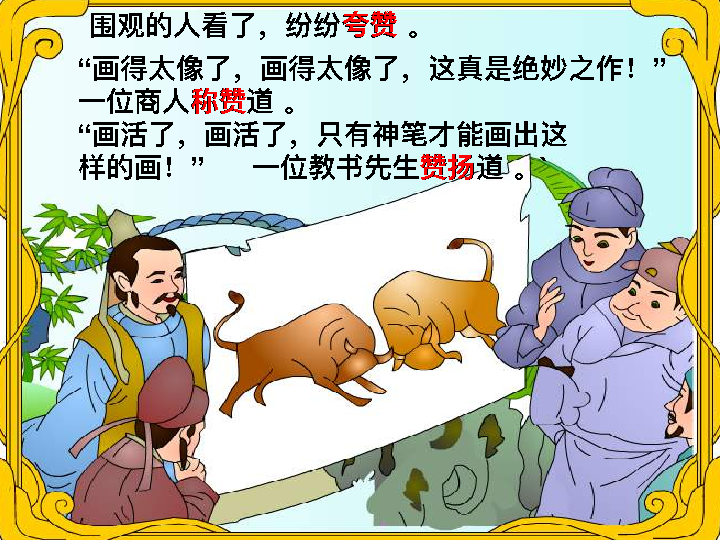 围观的人看了，纷纷夸赞 。
“画得太像了，画得太像了，这真是绝妙之作！”
一位商人称赞道 。
“画活了，画活了，只有神笔才能画出这
样的画！” 一位教书先生赞扬道 。`